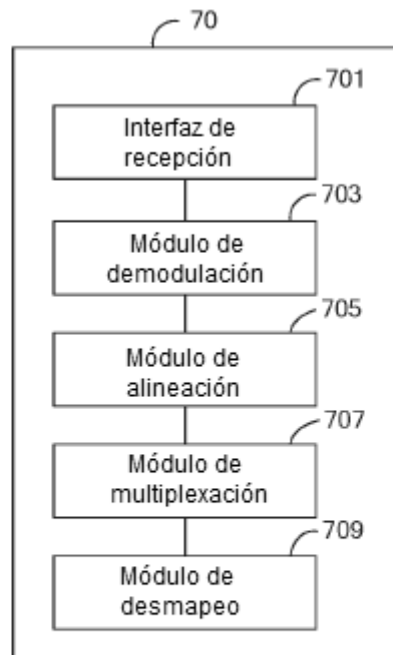 70
701
Interfaz de
recepción
703
Módulo de
demodulación
705
Módulo de
alineación
707
Módulo de
multiplexación
709
Módulo de
desmapeo